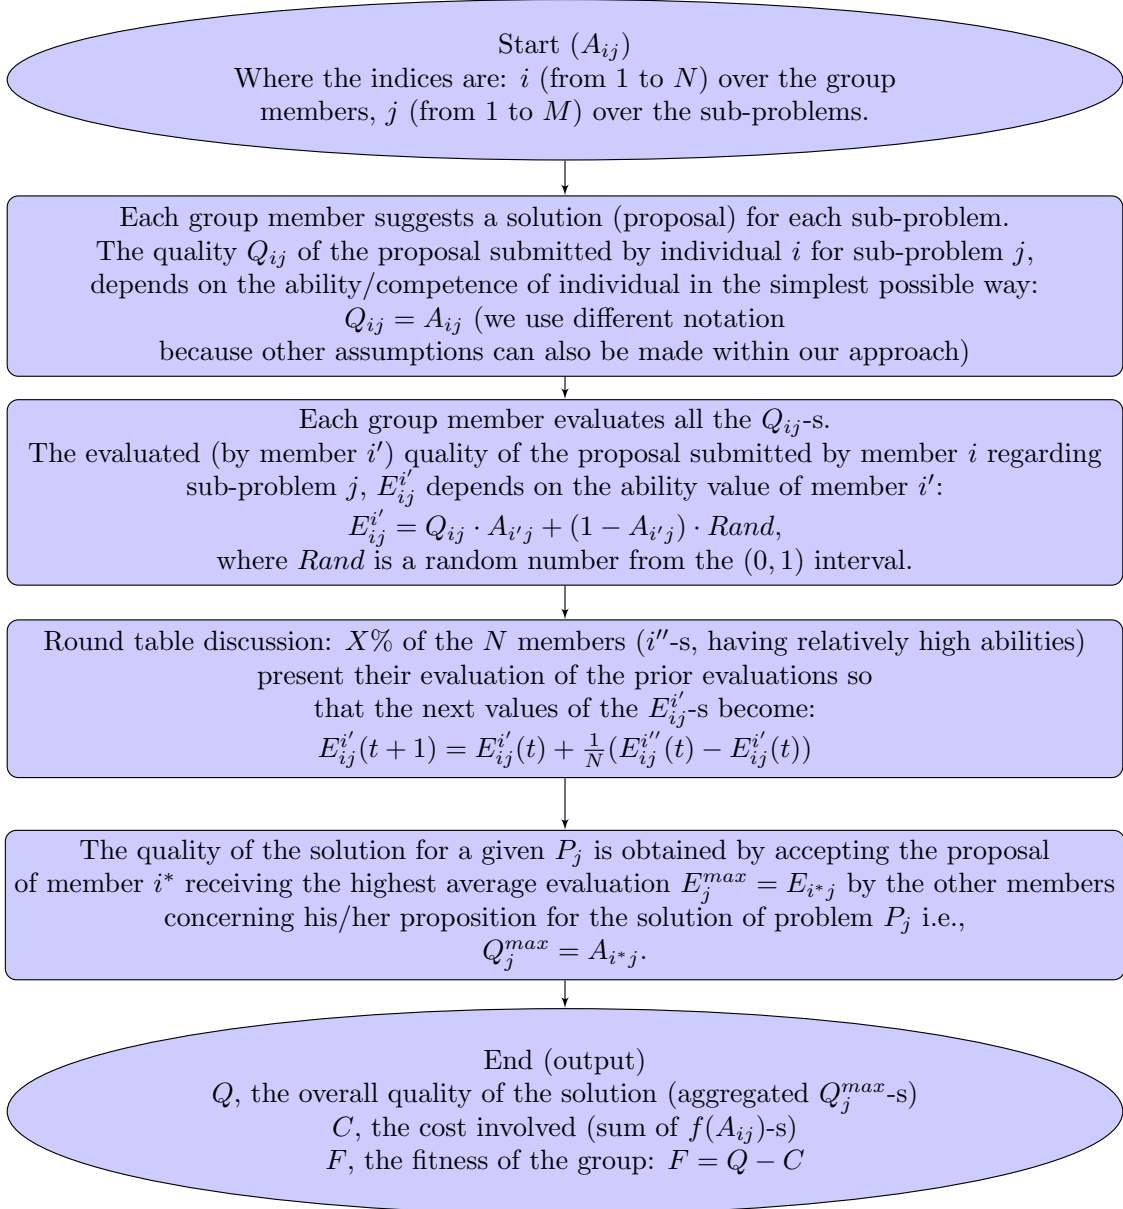 Start (A_{ij})
Where the indices are: i (from 1 to N) over the group
members, j (from 1 to M) over the sub-problems.
Each group member suggests a solution (proposal) for each sub-problem.
The quality Q_{ij} of the proposal submitted by individual i for sub-problem j,
depends on the ability/competence of individual in the simplest possible way:
Q_{ij} = A_{ij} (we use different notation
because other assumptions can also be made within our approach)
Each group member evaluates all the Q_{ij}-s.
The evaluated (by member i′) quality of the proposal submitted by member i regarding
sub-problem j, E_{ij}^{i′} depends on the ability value of member i′:
E_{ij}^{i′} = Q_{ij} · A_{i′j} + (1 − A_{i′j}) · Rand,
where Rand is a random number from the (0, 1) interval.
Round table discussion: X% of the N members (i″-s, having relatively high abilities)
present their evaluation of the prior evaluations so
that the next values of the E_{ij}^{i′}-s become:
E_{ij}^{i′}(t + 1) = E_{ij}^{i′}(t) + \frac{1}{N}(E_{ij}^{i″}(t) − E_{ij}^{i′}(t))
The quality of the solution for a given P_j is obtained by accepting the proposal
of member i* receiving the highest average evaluation E_j^{max} = E_{i*j} by the other members
concerning his/her proposition for the solution of problem P_j i.e.,
Q_j^{max} = A_{i*j}.
End (output)
Q, the overall quality of the solution (aggregated Q_j^{max}-s)
C, the cost involved (sum of f(A_{ij})-s)
F, the fitness of the group: F = Q − C